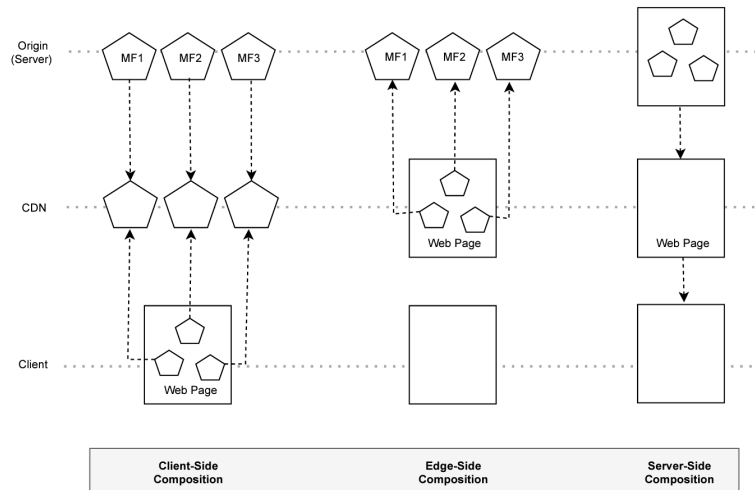 Origin
(Server)
MF1 MF2 MF3 MF1 MF2 MF3
CDN
Web Page Web Page
Client
Web Page
Client-Side
Composition
Edge-Side
Composition
Server-Side
Composition